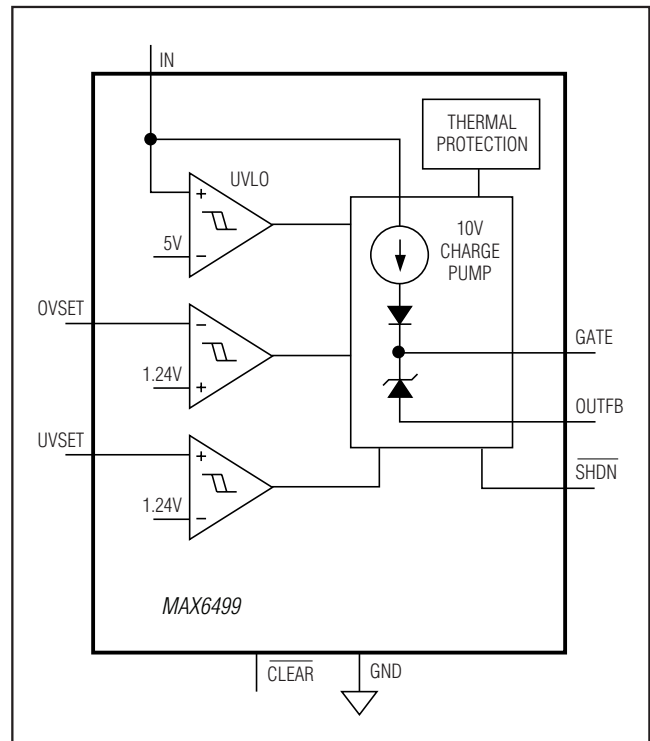 IN
THERMAL
PROTECTION
UVLO
+
5V
−
10V
CHARGE
PUMP
OVSET
−
1.24V
+
GATE
OUTFB
UVSET
+
1.24V
−
SHDN
MAX6499
CLEAR
GND